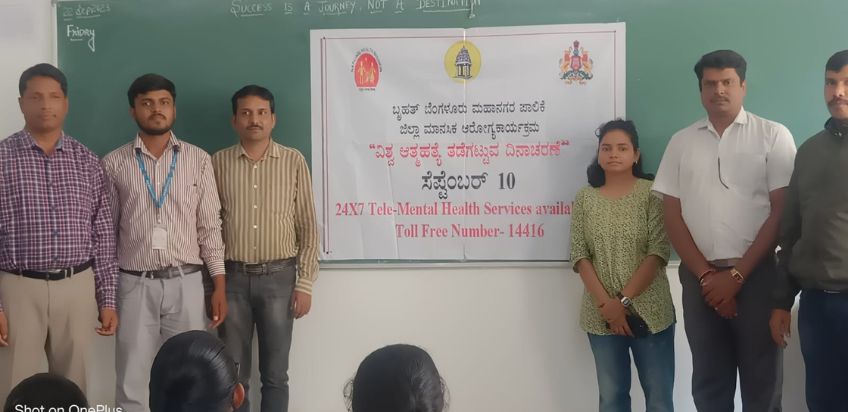 Friday
Success is a Journey, not a Destination
ಬೃಹತ್ ಬೆಂಗಳೂರು ಮಹಾನಗರ ಪಾಲಿಕೆ
ಜಿಲ್ಲಾ ಮಾನಸಿಕ ಆರೋಗ್ಯಕಾರ್ಯಕ್ರಮ
“ವಿಶ್ವ ಆತ್ಮಹತ್ಯೆ ತಡೆಗಟ್ಟುವ ದಿನಾಚರಣೆ”
ಸೆಪ್ಟೆಂಬರ್ 10
24X7 Tele-Mental Health Services availa
Toll Free Number- 14416
Shot on OnePlus